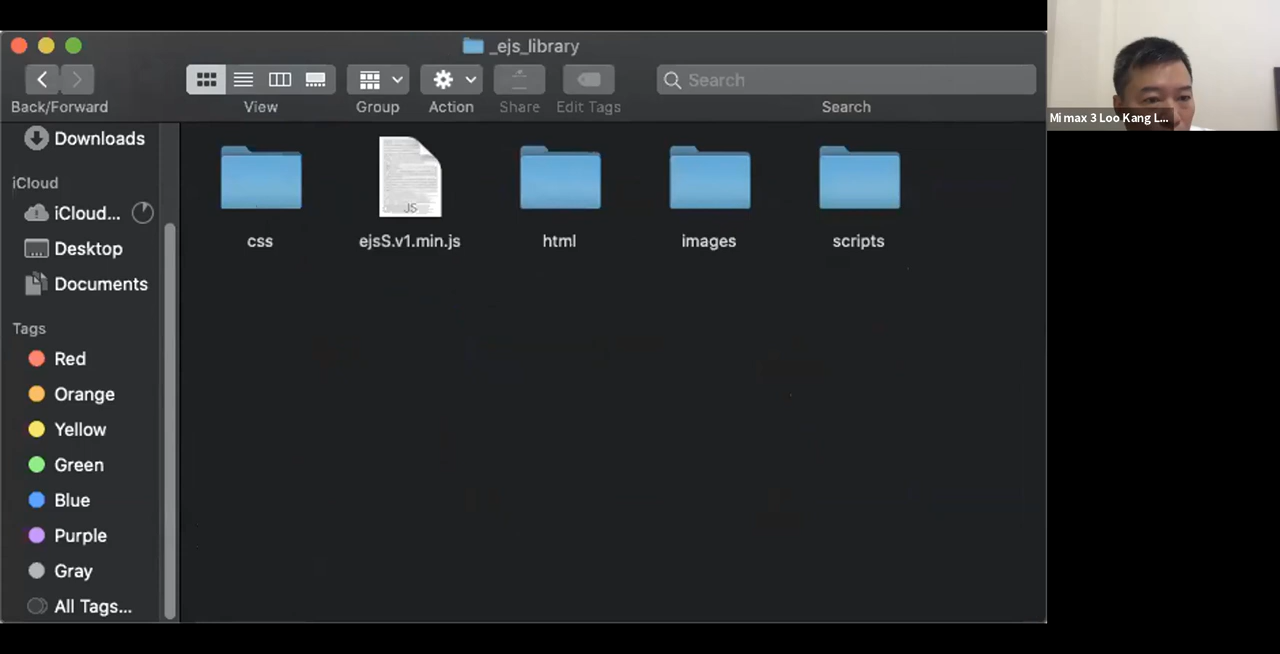 _ejs_library
Back/Forward
View
Group
Action
Share
Edit Tags
Search
Search
Mi max 3 Loo Kang L...
Downloads
iCloud
iCloud...
Desktop
Documents
Tags
Red
Orange
Yellow
Green
Blue
Purple
Gray
All Tags...
JS
css
ejsS.v1.min.js
html
images
scripts